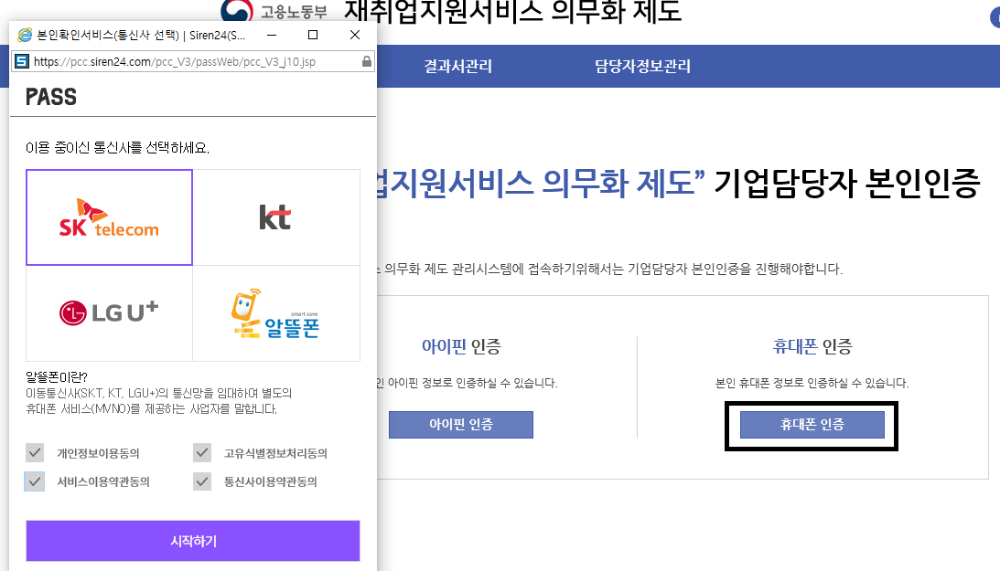 고용노동부 재취업지원서비스 의무화 제도
본인확인서비스(통신사 선택) | Siren24(S...
https://pcc.siren24.com/pcc_V3/passWeb/pcc_V3_j10.jsp
결과서관리 담당자정보관리
PASS
이용 중이신 통신사를 선택하세요.
SK telecom
kt
LG U+
smart save
알뜰폰
알뜰폰이란?
이동통신사(SKT, KT, LGU+)의 통신망을 임대하여 별도의
휴대폰 서비스(MVNO)를 제공하는 사업자를 말합니다.
개인정보이용동의 고유식별정보처리동의
서비스이용약관동의 통신사이용약관동의
시작하기
업지원서비스 의무화 제도” 기업담당자 본인인증
의무화 제도 관리시스템에 접속하기위해서는 기업담당자 본인인증을 진행해야합니다.
아이핀 인증
인 아이핀 정보로 인증하실 수 있습니다.
아이핀 인증
휴대폰 인증
본인 휴대폰 정보로 인증하실 수 있습니다.
휴대폰 인증